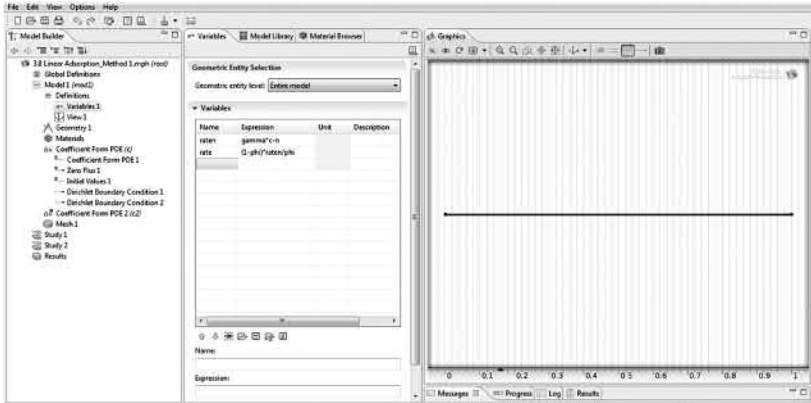 File Edit View Options Help
Model Builder
3.8 Linear Adsorption_Method 1.mph (root)
Global Definitions
Model 1 (mod1)
Definitions
Variables 1
View 1
Geometry 1
Materials
Coefficient Form PDE (c)
Coefficient Form PDE 1
Zero Flux 1
Initial Values 1
Dirichlet Boundary Condition 1
Dirichlet Boundary Condition 2
Coefficient Form PDE 2 (c2)
Mesh 1
Study 1
Study 2
Results
Variables Model Library Material Browser
Geometric Entity Selection
Geometric entity level: Entire model
Variables
Name Expression Unit Description
raten gamma*c-n
rate (1-phi)*raten/phi
Name:
Expression:
Graphics
0 0.1 0.2 0.3 0.4 0.5 0.6 0.7 0.8 0.9 1
Messages Progress Log Results